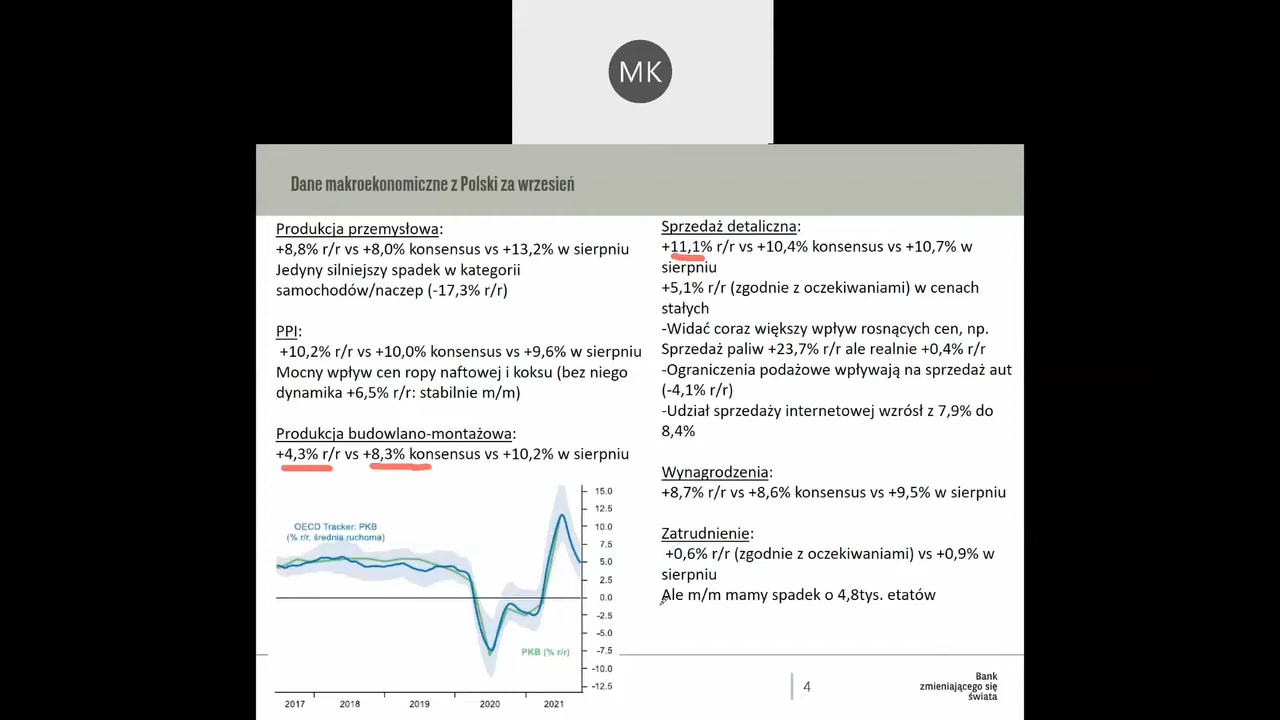 MK
Dane makroekonomiczne z Polski za wrzesień
Produkcja przemysłowa:
+8,8% r/r vs +8,0% konsensus vs +13,2% w sierpniu
Jedyny silniejszy spadek w kategorii
samochodów/naczep (-17,3% r/r)
PPI:
+10,2% r/r vs +10,0% konsensus vs +9,6% w sierpniu
Mocny wpływ cen ropy naftowej i koksu (bez niego
dynamika +6,5% r/r: stabilnie m/m)
Produkcja budowlano-montażowa:
+4,3% r/r vs +8,3% konsensus vs +10,2% w sierpniu
OECD Tracker: PKB
(% r/r, średnia ruchoma)
PKB (% r/r)
15.0
12.5
10.0
7.5
5.0
2.5
0.0
-2.5
-5.0
-7.5
-10.0
-12.5
2017 2018 2019 2020 2021
Sprzedaż detaliczna:
+11,1% r/r vs +10,4% konsensus vs +10,7% w
sierpniu
+5,1% r/r (zgodnie z oczekiwaniami) w cenach
stałych
-Widać coraz większy wpływ rosnących cen, np.
Sprzedaż paliw +23,7% r/r ale realnie +0,4% r/r
-Ograniczenia podażowe wpływają na sprzedaż aut
(-4,1% r/r)
-Udział sprzedaży internetowej wzrósł z 7,9% do
8,4%
Wynagrodzenia:
+8,7% r/r vs +8,6% konsensus vs +9,5% w sierpniu
Zatrudnienie:
+0,6% r/r (zgodnie z oczekiwaniami) vs +0,9% w
sierpniu
Ale m/m mamy spadek o 4,8tys. etatów
4
Bank
zmieniającego się
świata